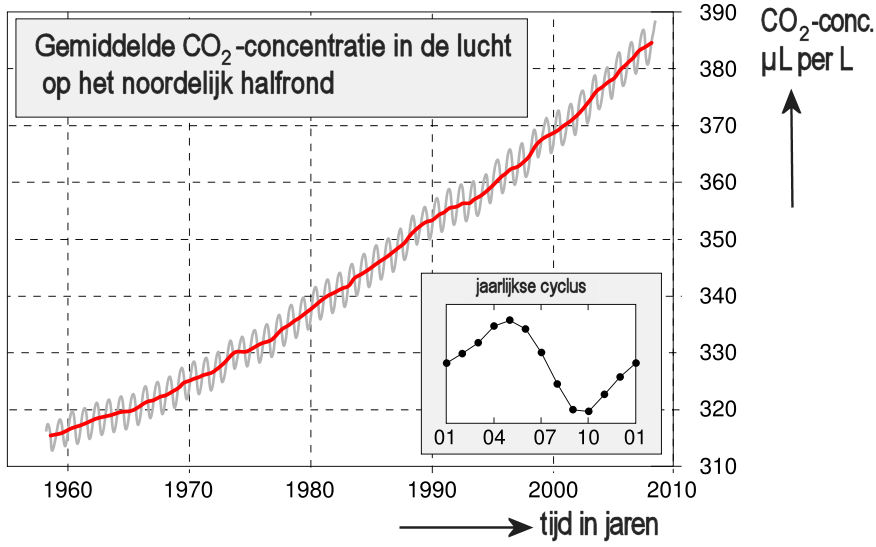 Gemiddelde CO₂-concentratie in de lucht
op het noordelijk halfrond
CO₂-conc.
µL per L
390
380
370
360
350
340
330
320
310
jaarlijkse cyclus
01 04 07 10 01
1960 1970 1980 1990 2000 2010
tijd in jaren